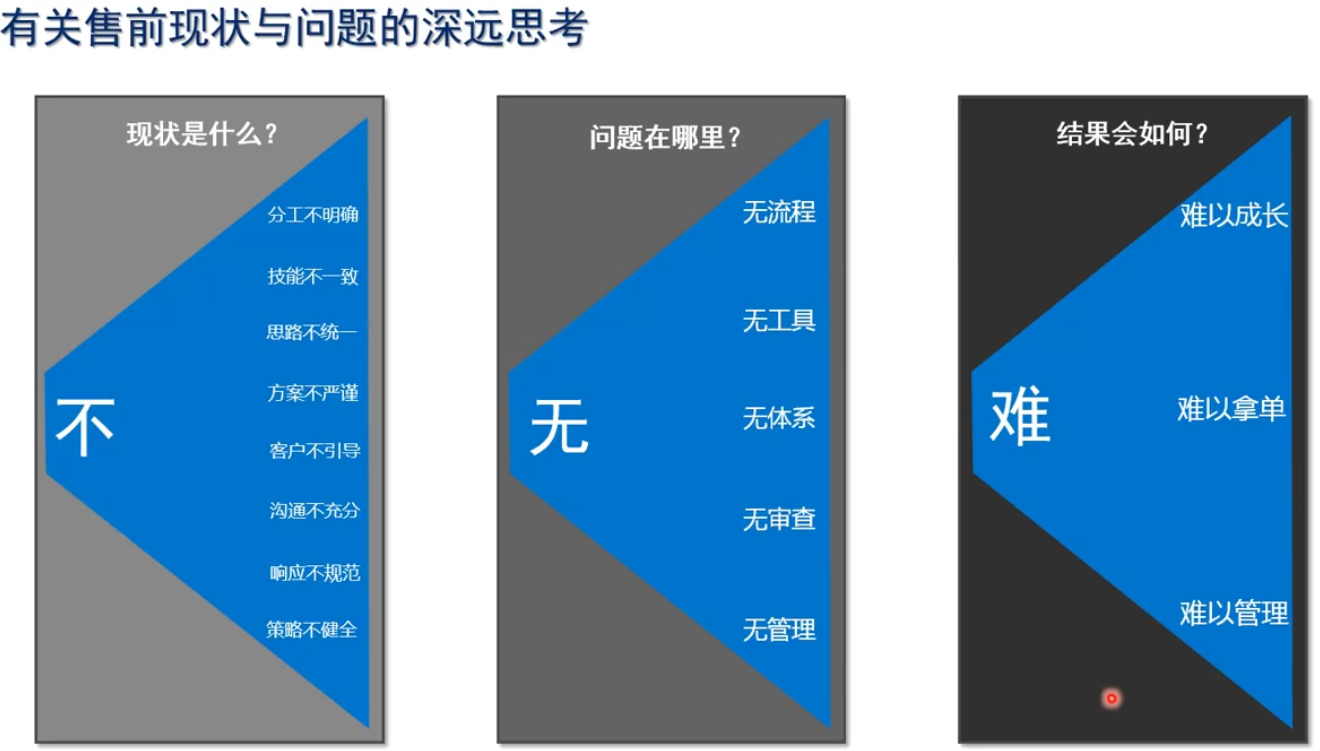 有关售前现状与问题的深远思考
现状是什么？
不
分工不明确
技能不一致
思路不统一
方案不严谨
客户不引导
沟通不充分
响应不规范
策略不健全
问题在哪里？
无
无流程
无工具
无体系
无审查
无管理
结果会如何？
难
难以成长
难以拿单
难以管理